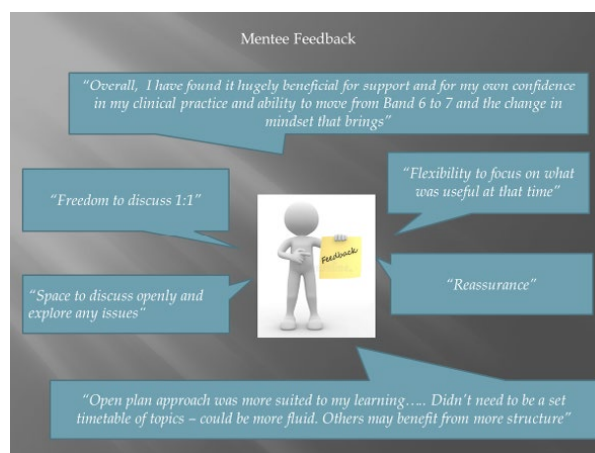 Mentee Feedback
“Overall, I have found it hugely beneficial for support and for my own confidence
in my clinical practice and ability to move from Band 6 to 7 and the change in
mindset that brings”
“Freedom to discuss 1:1”
“Flexibility to focus on what
was useful at that time”
Feedback
“Space to discuss openly and
explore any issues”
“Reassurance”
“Open plan approach was more suited to my learning..... Didn’t need to be a set
timetable of topics – could be more fluid. Others may benefit from more structure”